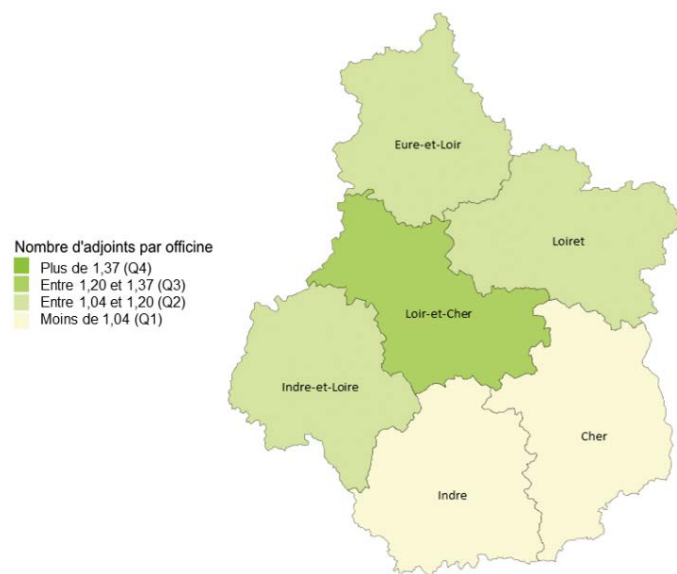 Eure-et-Loir
Loiret
Nombre d'adjoints par officine
Plus de 1,37 (Q4)
Entre 1,20 et 1,37 (Q3)
Entre 1,04 et 1,20 (Q2)
Moins de 1,04 (Q1)
Loir-et-Cher
Indre-et-Loire
Cher
Indre